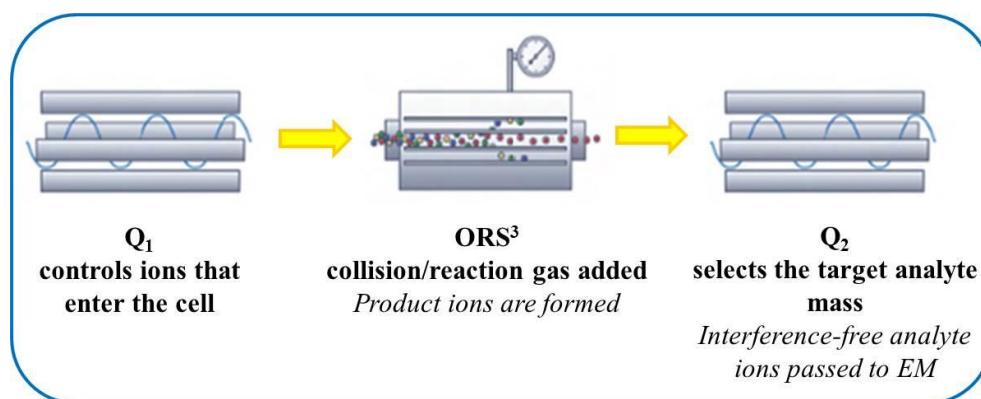 Q₁
controls ions that
enter the cell
ORS³
collision/reaction gas added
Product ions are formed
Q₂
selects the target analyte
mass
Interference-free analyte
ions passed to EM